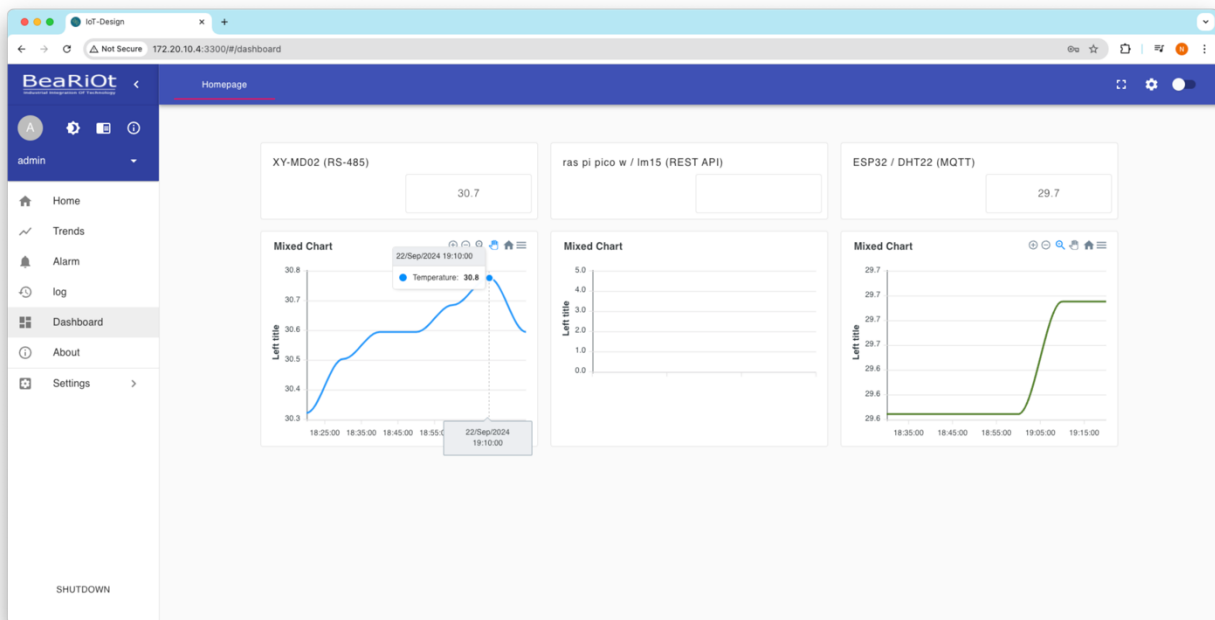 IoT-Design
Not Secure 172.20.10.4:3300/#/dashboard
N
BeaRiOt
Industrial Integration Of Technology
Homepage
A
admin
Home
Trends
Alarm
log
Dashboard
About
Settings
SHUTDOWN
XY-MD02 (RS-485)
30.7
ras pi pico w / lm15 (REST API)
ESP32 / DHT22 (MQTT)
29.7
Mixed Chart
22/Sep/2024 19:10:00
Temperature: 30.8
30.8
30.7
30.6
30.5
30.4
30.3
Left title
18:25:00 18:35:00 18:45:00 18:55:0
22/Sep/2024
19:10:00
Mixed Chart
5.0
4.0
3.0
2.0
1.0
0.0
Left title
Mixed Chart
29.7
29.7
29.7
29.7
29.6
29.6
29.6
Left title
18:35:00 18:45:00 18:55:00 19:05:00 19:15:00